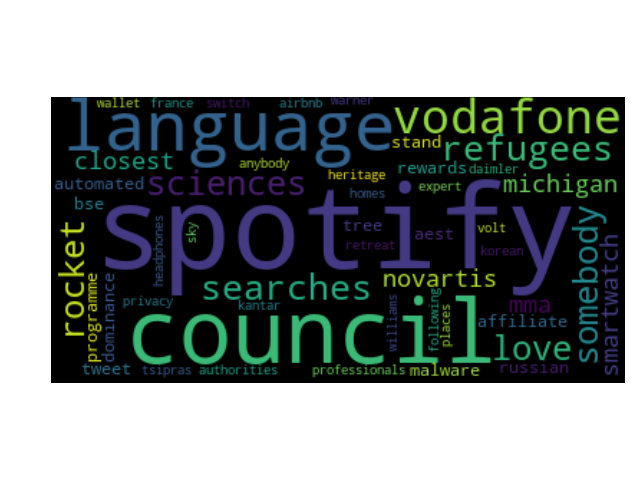 wallet france switch airbnb warner
language vodafone
stand
closest refugees
anybody
rewards daimler
heritage
automated sciences expert michigan
homes
bse
spotify
tree volt
aest
sky
retreat korean
headphones
rocket
somebody
smartwatch
searches novartis
programme
dominance
privacy kantar
mma
council
williams
following
places
affiliate
love
tweet tsipras authorities professionals malware russian